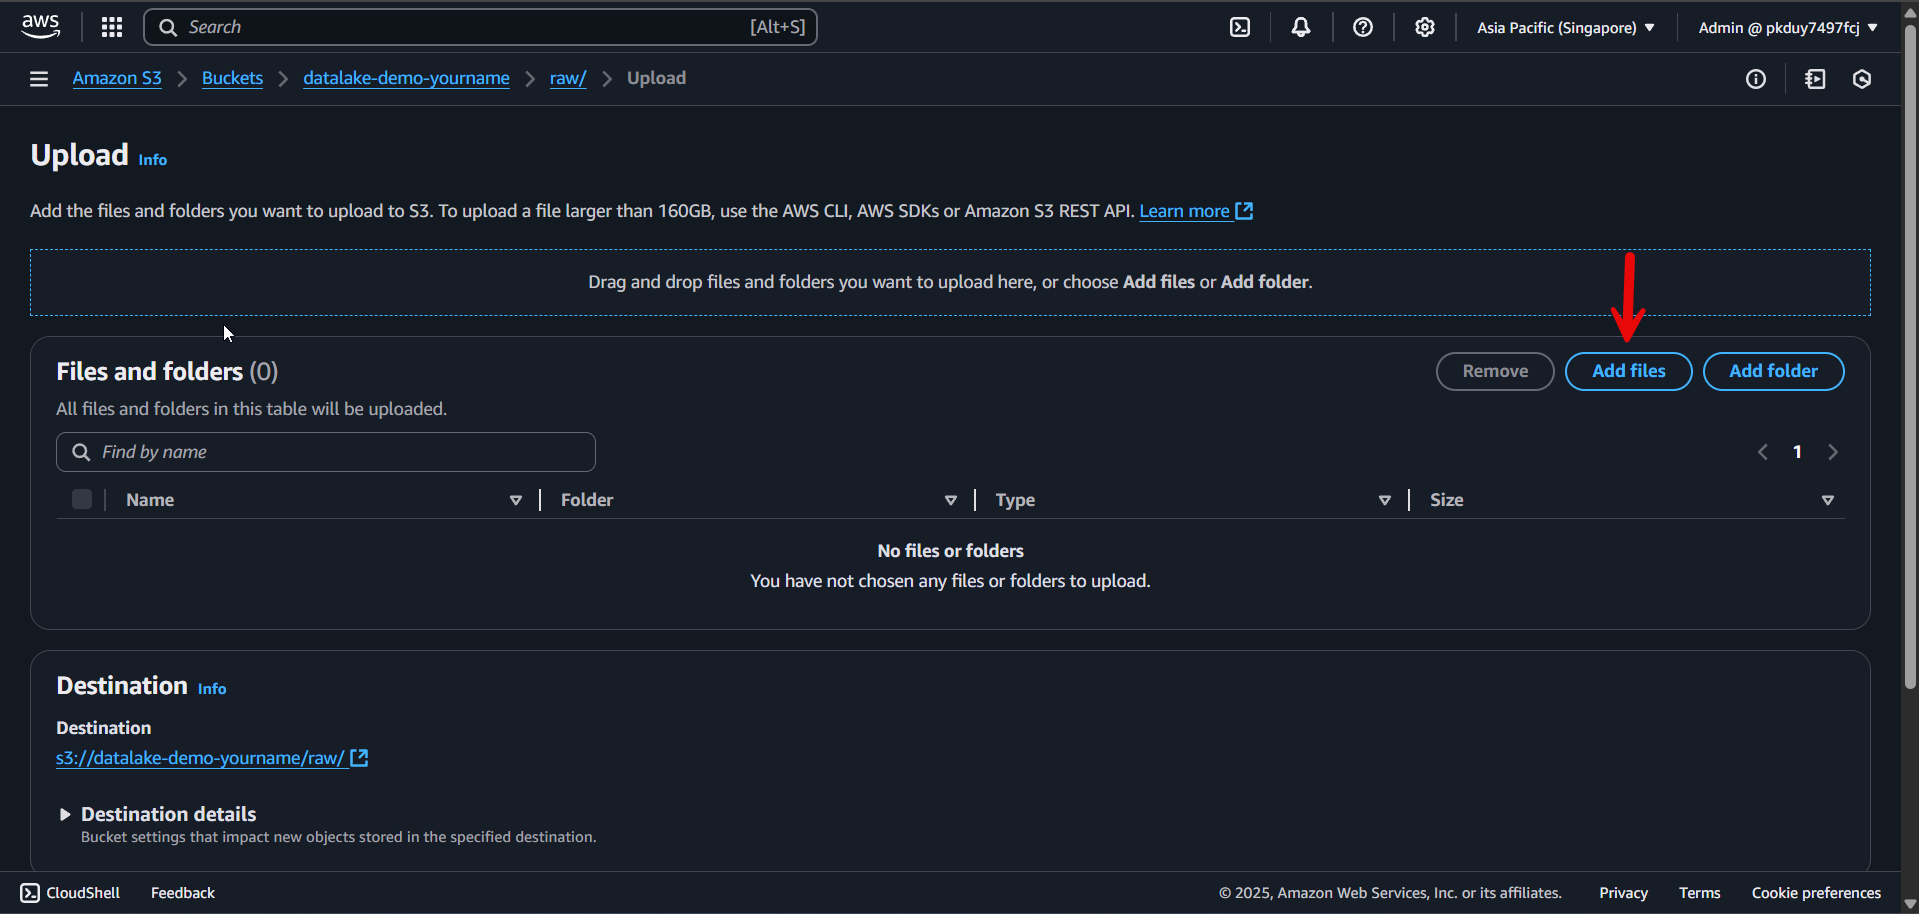 aws
Search [Alt+S]
Asia Pacific (Singapore) Admin @ pkduy7497fcj
Amazon S3 Buckets datalake-demo-yourname raw/ Upload
Upload Info
Add the files and folders you want to upload to S3. To upload a file larger than 160GB, use the AWS CLI, AWS SDKs or Amazon S3 REST API. Learn more
Drag and drop files and folders you want to upload here, or choose Add files or Add folder.
Files and folders (0)
Remove Add files Add folder
All files and folders in this table will be uploaded.
Find by name
1
Name Folder Type Size
No files or folders
You have not chosen any files or folders to upload.
Destination Info
Destination
s3://datalake-demo-yourname/raw/
Destination details
Bucket settings that impact new objects stored in the specified destination.
CloudShell Feedback © 2025, Amazon Web Services, Inc. or its affiliates. Privacy Terms Cookie preferences